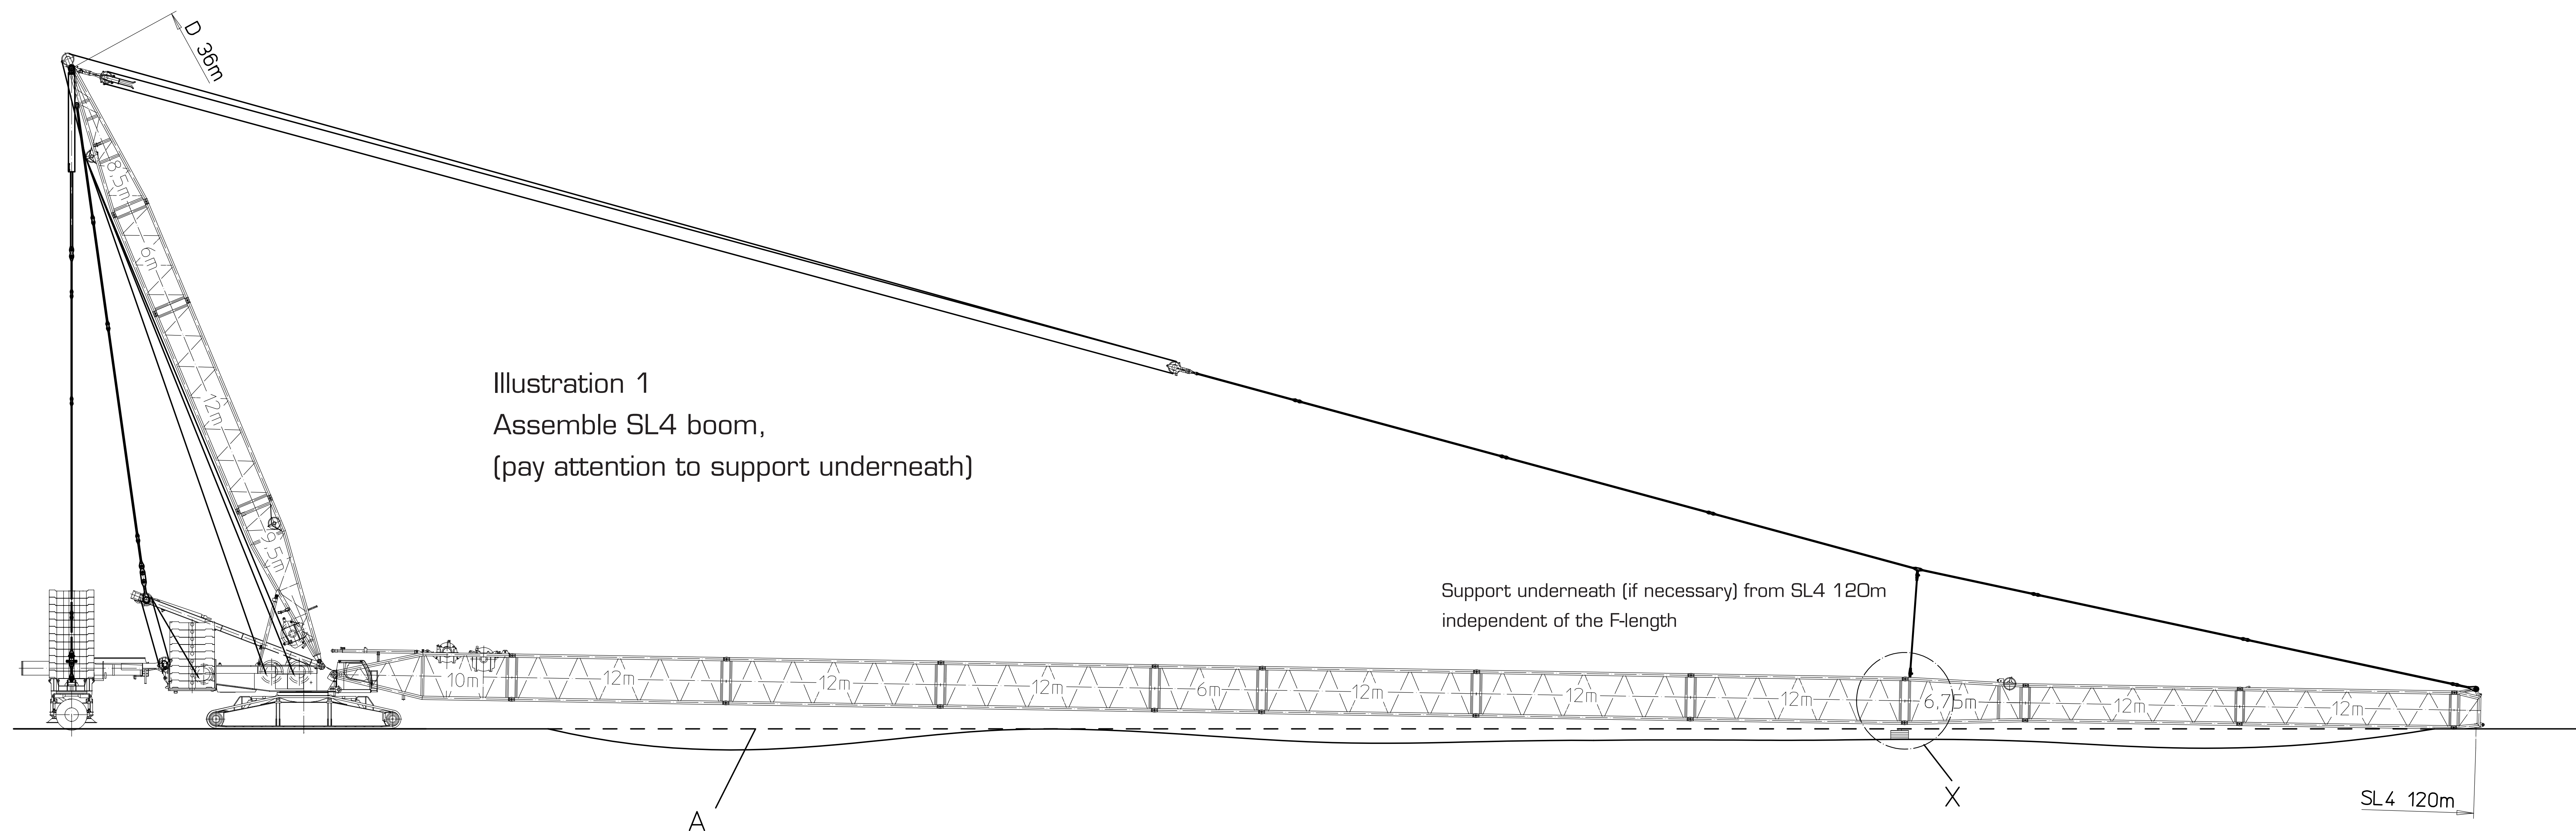 D 36m
8,5m
6m
12m
9,5m
Illustration 1
Assemble SL4 boom,
(pay attention to support underneath)
Support underneath (if necessary) from SL4 120m
independent of the F-length
10m
12m
12m
12m
6m
12m
12m
12m
6,75m
12m
12m
A
X
SL4 120m